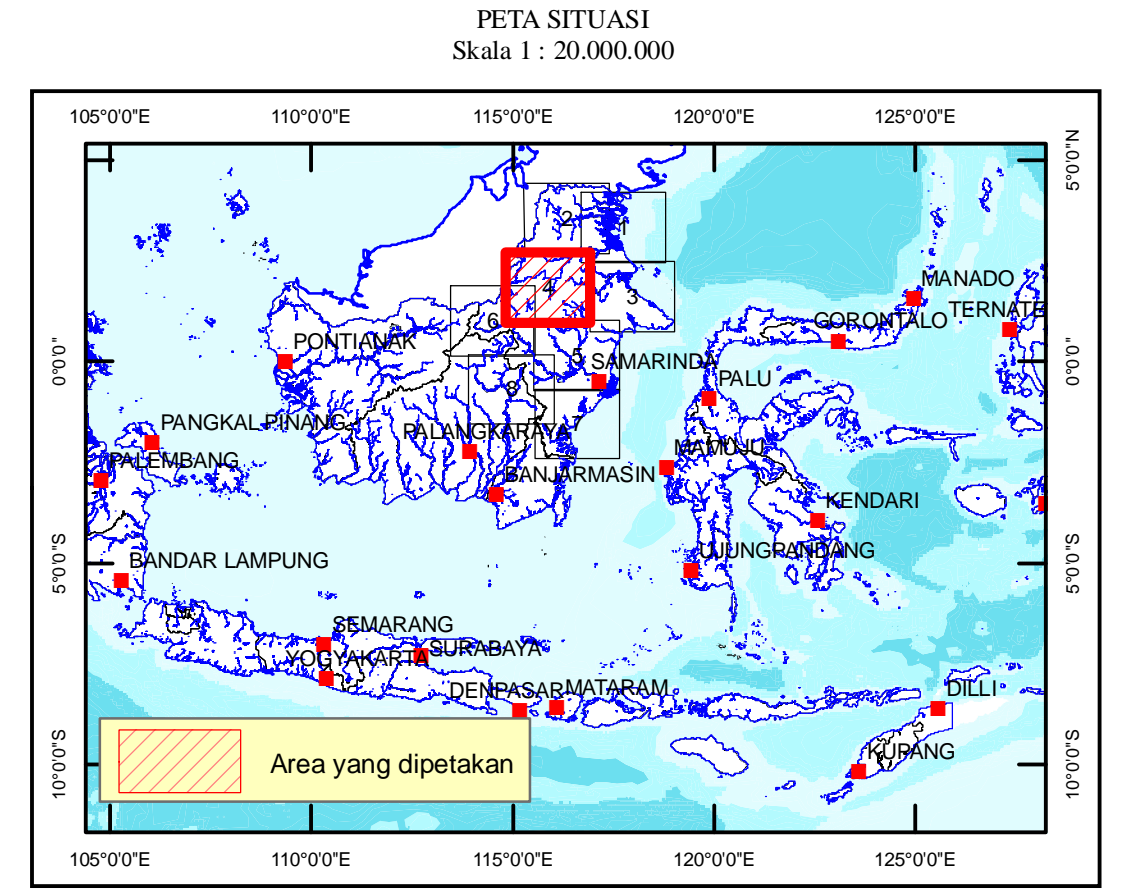 PETA SITUASI
Skala 1 : 20.000.000
105°0'0"E 110°0'0"E 115°0'0"E 120°0'0"E 125°0'0"E
5°0'0"N
2
1
4
3
MANADO
TERNATE
6
GORONTALO
PONTIANAK
0°0'0"
0°0'0"
5
SAMARINDA
PALU
8
PANGKAL PINANG
PALANGKARAYA
7
MAMUJU
PALEMBANG
BANJARMASIN
KENDARI
UJUNGPANDANG
BANDAR LAMPUNG
5°0'0"S
5°0'0"S
SEMARANG
SURABAYA
YOGYAKARTA
DENPASAR
MATARAM
DILLI
KUPANG
Area yang dipetakan
10°0'0"S
10°0'0"S
105°0'0"E 110°0'0"E 115°0'0"E 120°0'0"E 125°0'0"E